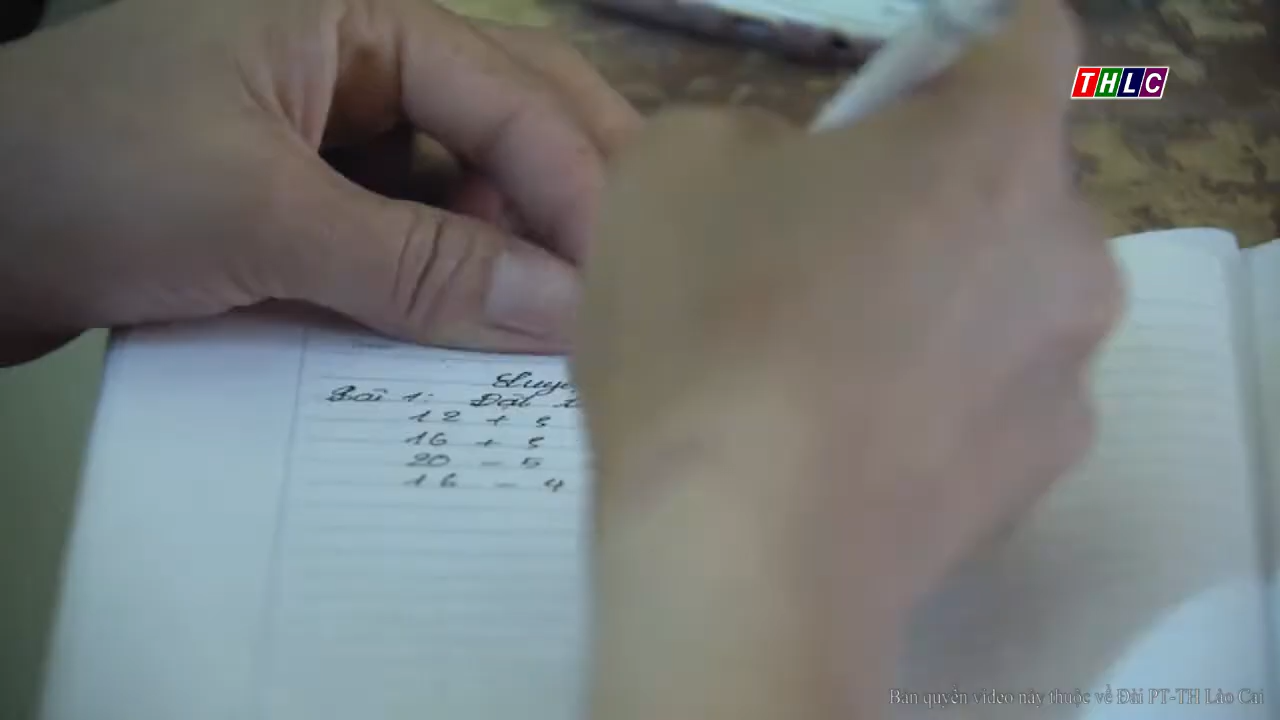 THLC
Bài 1: Đặt
12 + 5
16 + 5
20 - 5
16 - 4
Bản quyền video này thuộc về Đài PT-TH Lào Cai